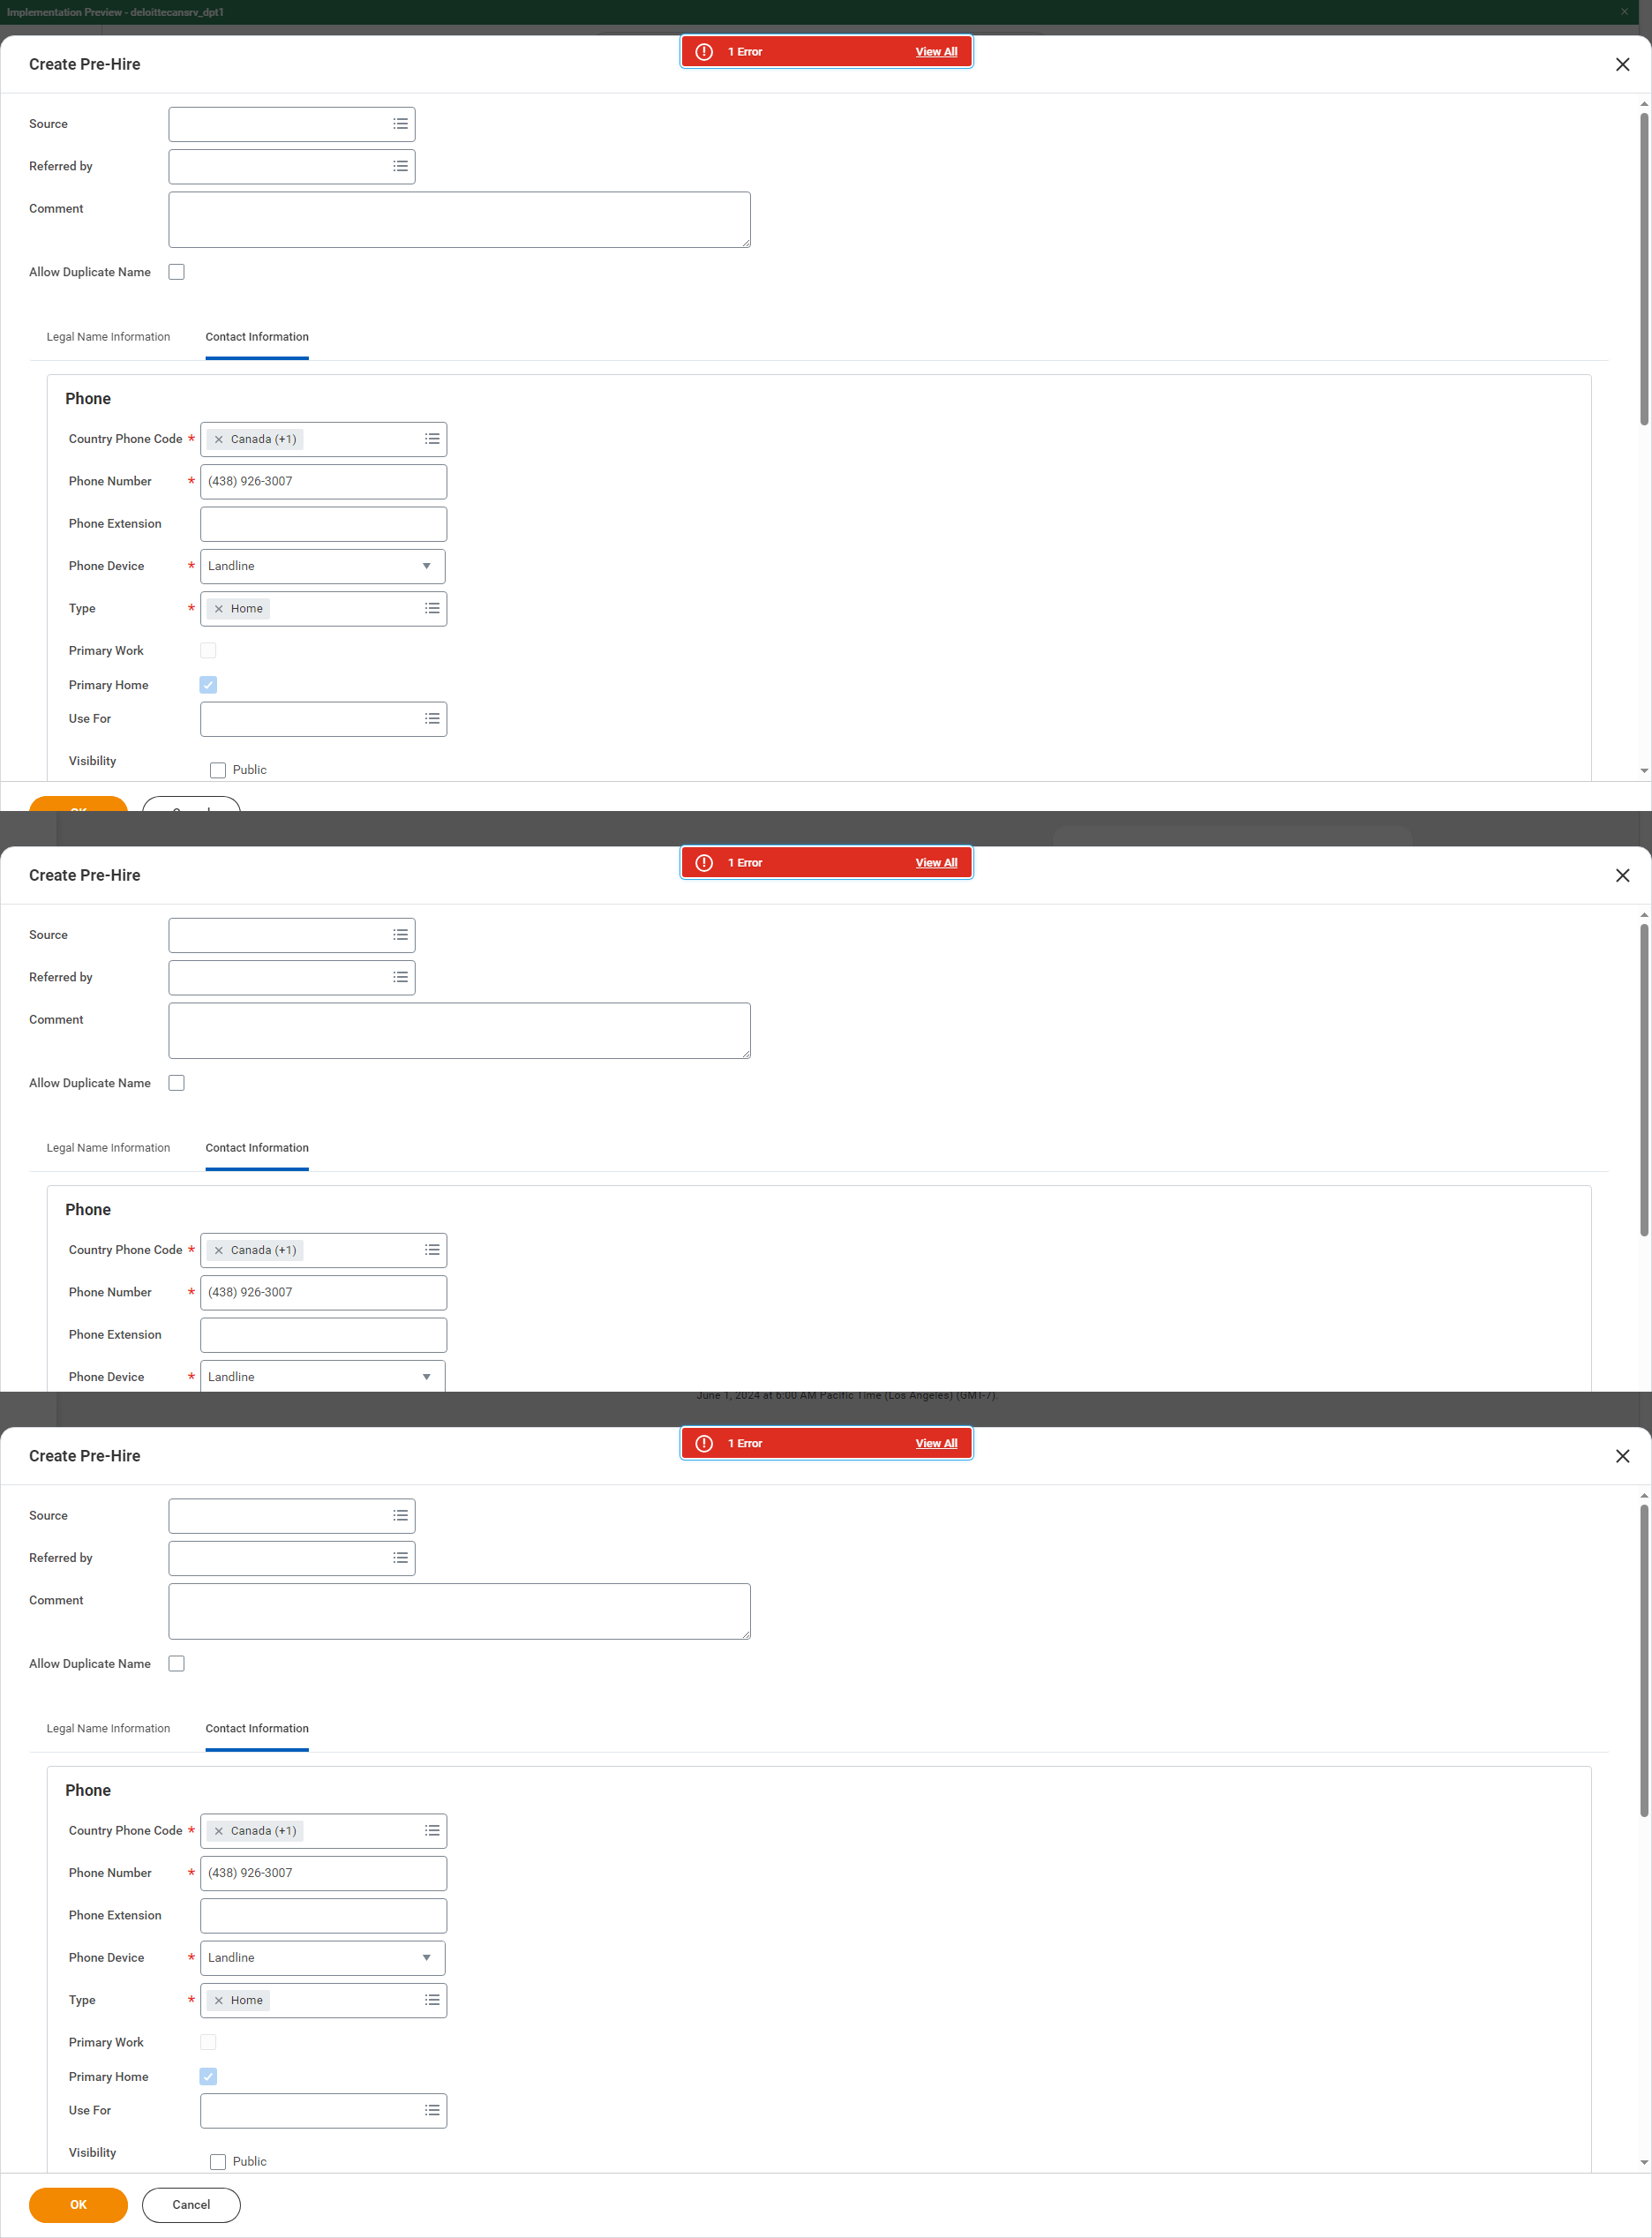 Implementation Preview - deloittecansrv_dpt1
1 Error View All
Create Pre-Hire
Source
Referred by
Comment
Allow Duplicate Name
Legal Name Information Contact Information
Phone
Country Phone Code * Canada (+1)
Phone Number * (438) 926-3007
Phone Extension
Phone Device * Landline
Type * Home
Primary Work
Primary Home
Use For
Visibility
Public
1 Error View All
Create Pre-Hire
Source
Referred by
Comment
Allow Duplicate Name
Legal Name Information Contact Information
Phone
Country Phone Code * Canada (+1)
Phone Number * (438) 926-3007
Phone Extension
Phone Device * Landline
June 1, 2024 at 6:00 AM Pacific Time (Los Angeles) (GMT-7).
1 Error View All
Create Pre-Hire
Source
Referred by
Comment
Allow Duplicate Name
Legal Name Information Contact Information
Phone
Country Phone Code * Canada (+1)
Phone Number * (438) 926-3007
Phone Extension
Phone Device * Landline
Type * Home
Primary Work
Primary Home
Use For
Visibility
Public
OK Cancel